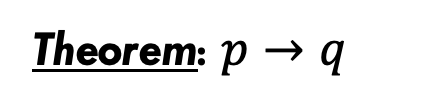 Theorem: p → q